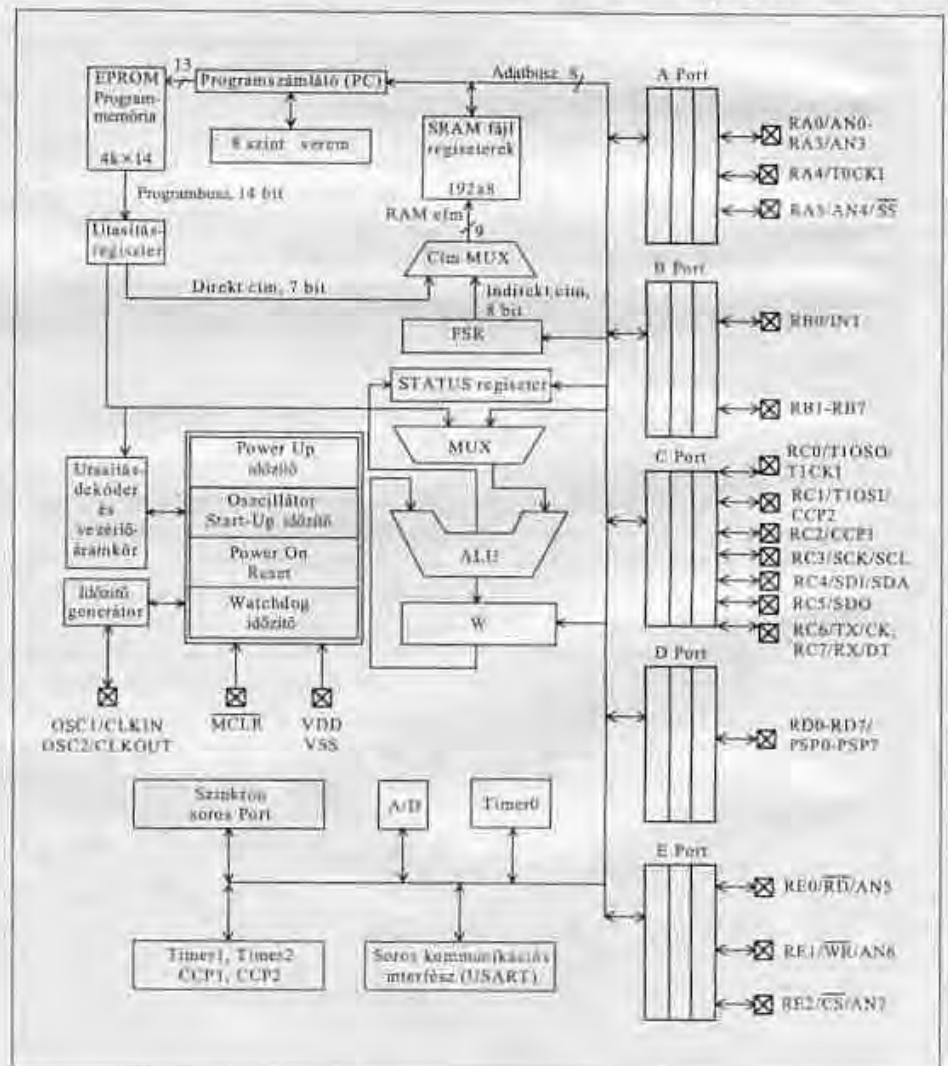 13
EPROM
Program-
memória
4k×14
Programszámláló (PC)
8 szint verem
Adatbusz, 8
SRAM fájl
regiszterek
192x8
Programbusz, 14 bit
RAM cím
9
Utasítás-
regiszter
Cím MUX
Direkt cím, 7 bit
Indirekt cím,
8 bit
FSR
STATUS regiszter
MUX
Utasítás-
dekóder
és
vezérlő-
áramkör
Power Up
időzítő
Oszcillátor
Start-Up időzítő
Power On
Reset
Watchdog
időzítő
ALU
Időzítő
generátor
W
OSC1/CLKIN
OSC2/CLKOUT
MCLR
VDD
VSS
Szinkron
soros Port
A/D
Timer0
Timer1, Timer2
CCP1, CCP2
Soros kommunikációs
interfész (USART)
A Port
RA0/AN0-
RA3/AN3
RA4/T0CKI
RA5/AN4/SS
B Port
RB0/INT
RB1-RB7
C Port
RC0/T1OSO/
T1CKI
RC1/T1OSI/
CCP2
RC2/CCP1
RC3/SCK/SCL
RC4/SDI/SDA
RC5/SDO
RC6/TX/CK,
RC7/RX/DT
D Port
RD0-RD7/
PSP0-PSP7
E Port
RE0/RD/AN5
RE1/WR/AN6
RE2/CS/AN7